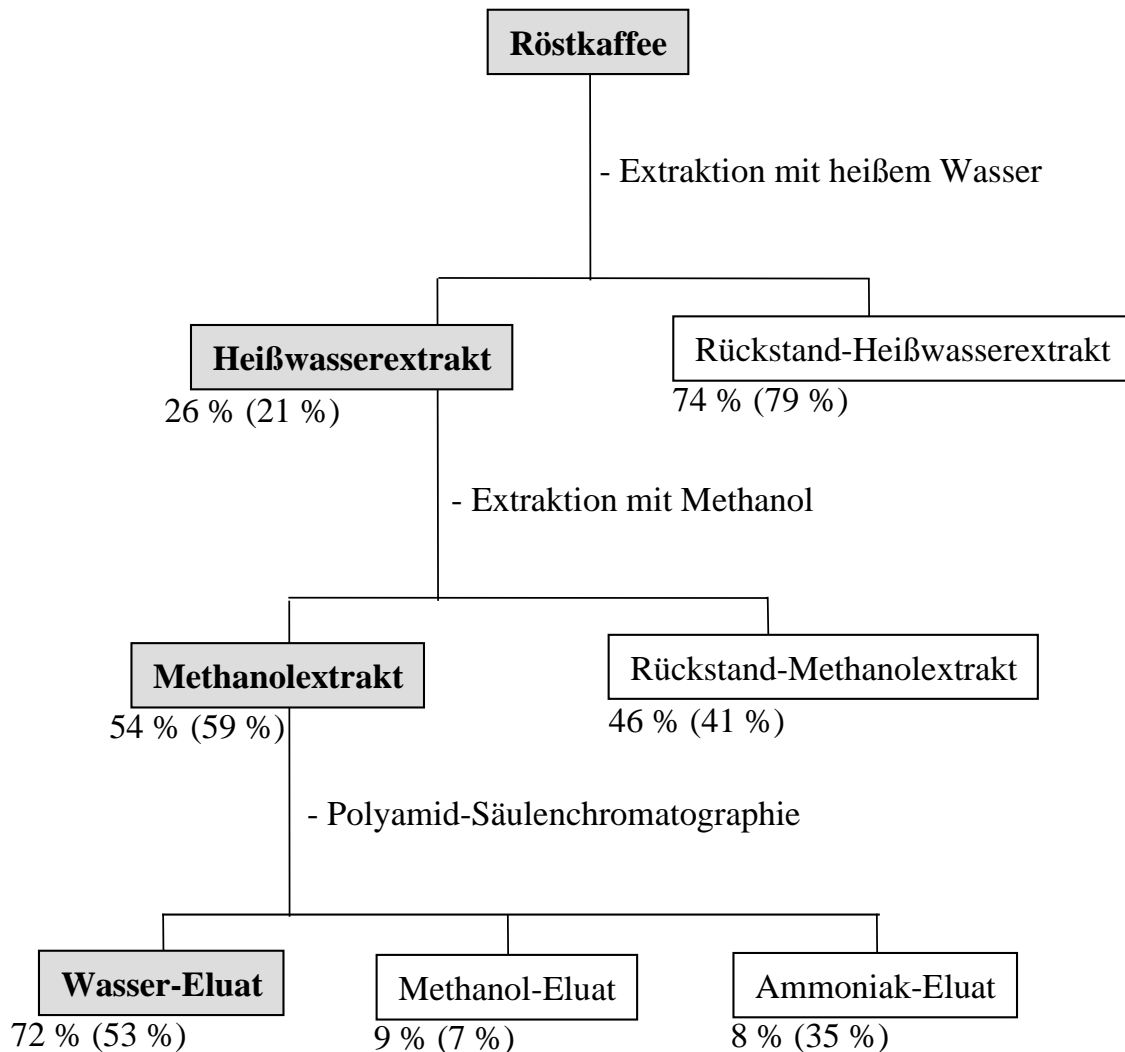 Röstkaffee
- Extraktion mit heißem Wasser
Heißwasserextrakt
26 % (21 %)
Rückstand-Heißwasserextrakt
74 % (79 %)
- Extraktion mit Methanol
Methanolextrakt
54 % (59 %)
Rückstand-Methanolextrakt
46 % (41 %)
- Polyamid-Säulenchromatographie
Wasser-Eluat
72 % (53 %)
Methanol-Eluat
9 % (7 %)
Ammoniak-Eluat
8 % (35 %)